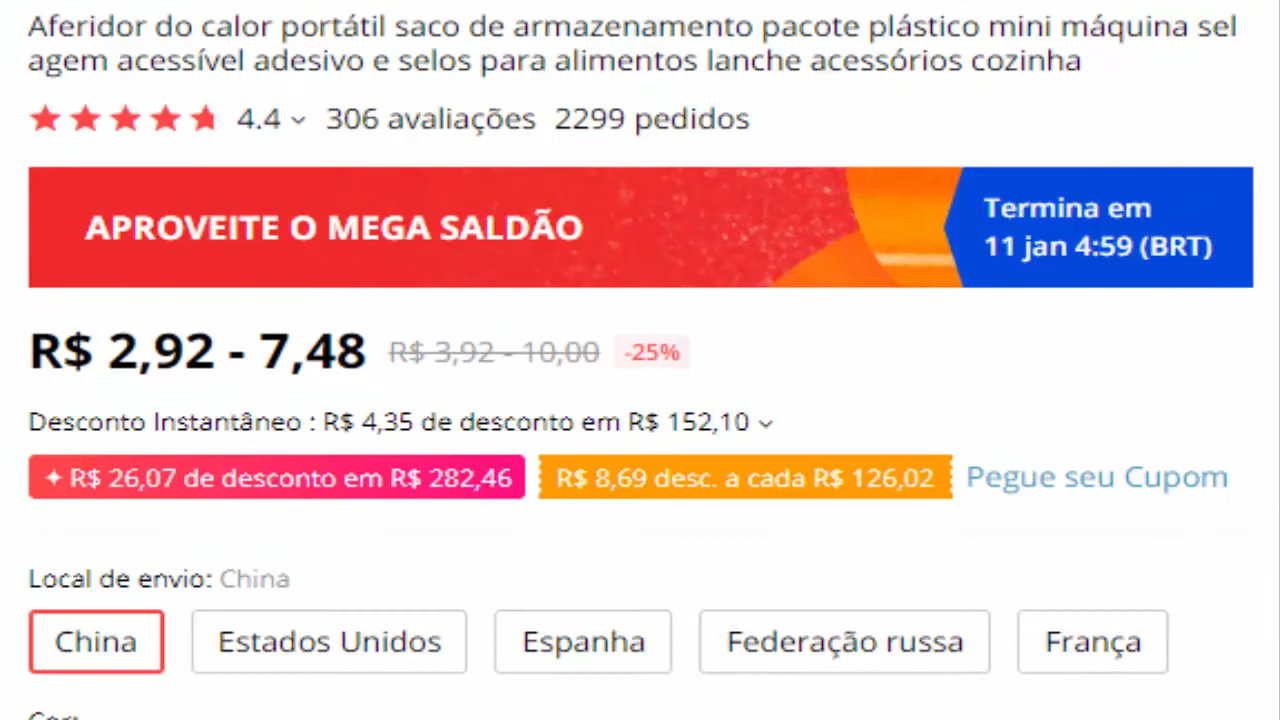 Aferidor do calor portátil saco de armazenamento pacote plástico mini máquina sel
agem acessível adesivo e selos para alimentos lanche acessórios cozinha
4.4 306 avaliações 2299 pedidos
APROVEITE O MEGA SALDÃO
Termina em
11 jan 4:59 (BRT)
R$ 2,92 - 7,48 R$ 3,92 - 10,00 -25%
Desconto Instantâneo : R$ 4,35 de desconto em R$ 152,10
R$ 26,07 de desconto em R$ 282,46 R$ 8,69 desc. a cada R$ 126,02 Pegue seu Cupom
Local de envio: China
China Estados Unidos Espanha Federação russa França